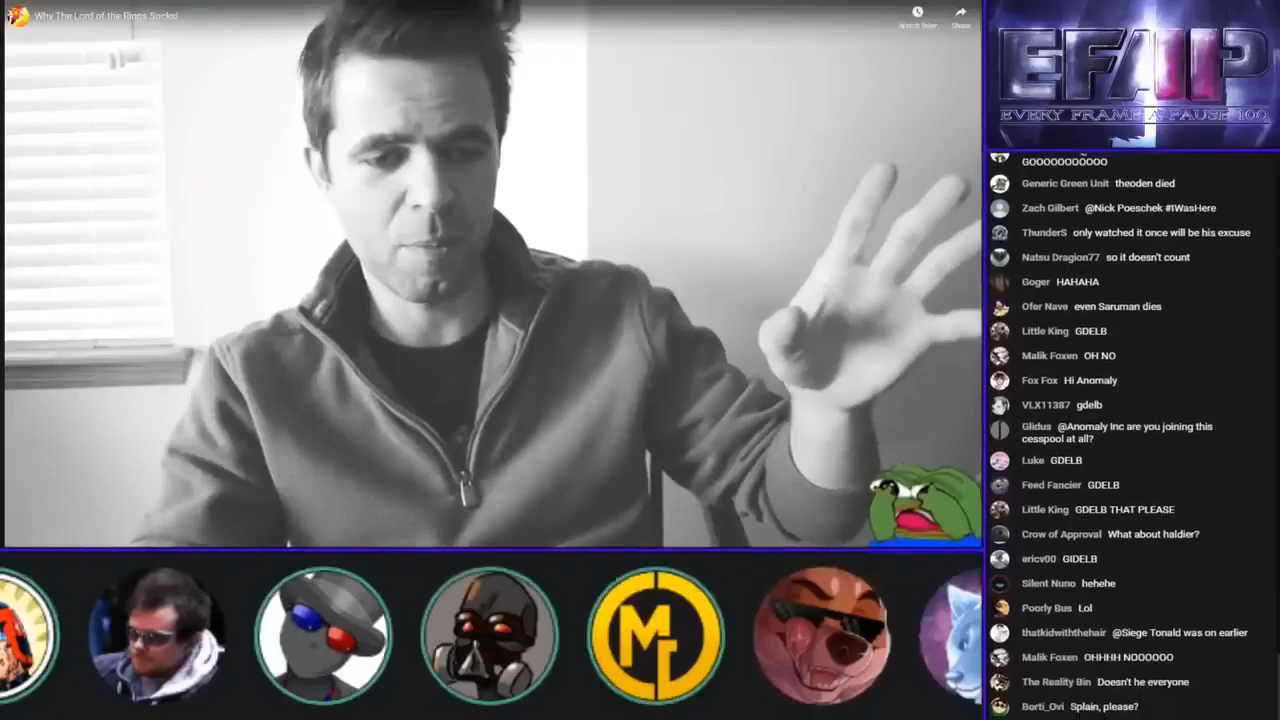 Why The Lord of the Rings Sucks!
Watch later
Share
EFAP
EVERY FRAME A PAUSE 100
GOOOOOOOOOOO
Generic Green Unit theoden died
Zach Gilbert @Nick Poeschek #IWasHere
ThunderS only watched it once will be his excuse
Natsu Dragion77 so it doesn't count
Goger HAHAHA
Ofer Nave even Saruman dies
Little King GDELB
Malik Foxen OH NO
Fox Fox Hi Anomaly
VLX11387 gdelb
Glidus @Anomaly Inc are you joining this
cesspool at all?
Luke GDELB
Feed Fancier GDELB
Little King GDELB THAT PLEASE
Crow of Approval What about haldier?
ericv00 GIDELB
Silent Nuno hehehe
Poorly Bus Lol
thatkidwiththehair @Siege Tonald was on earlier
Malik Foxen OHHHH NOOOOOO
The Reality Bin Doesn't he everyone
Borti_Ovi Splain, please?